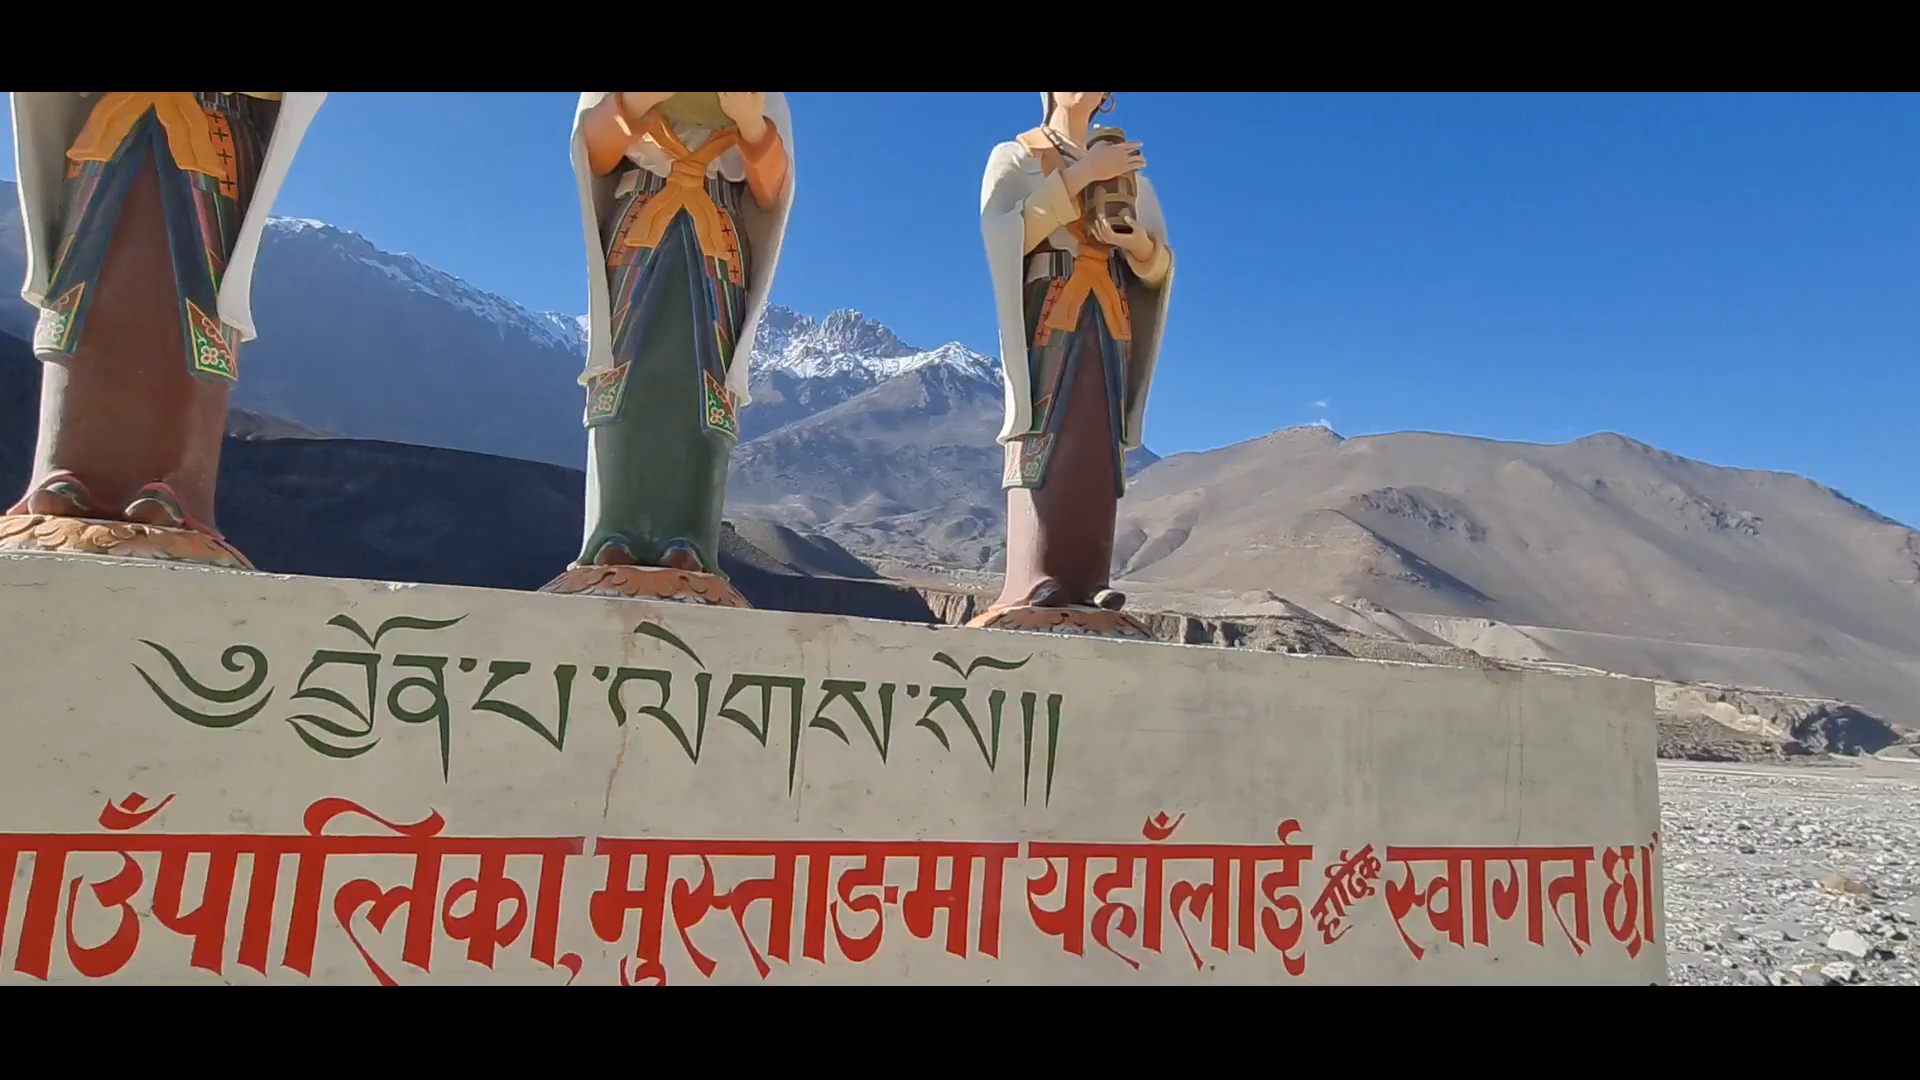 ༄ བྱོན་པ་ལེགས་སོ།།
गाउँपालिका, मुस्ताङमा यहाँलाई हार्दिक स्वागत छ।"